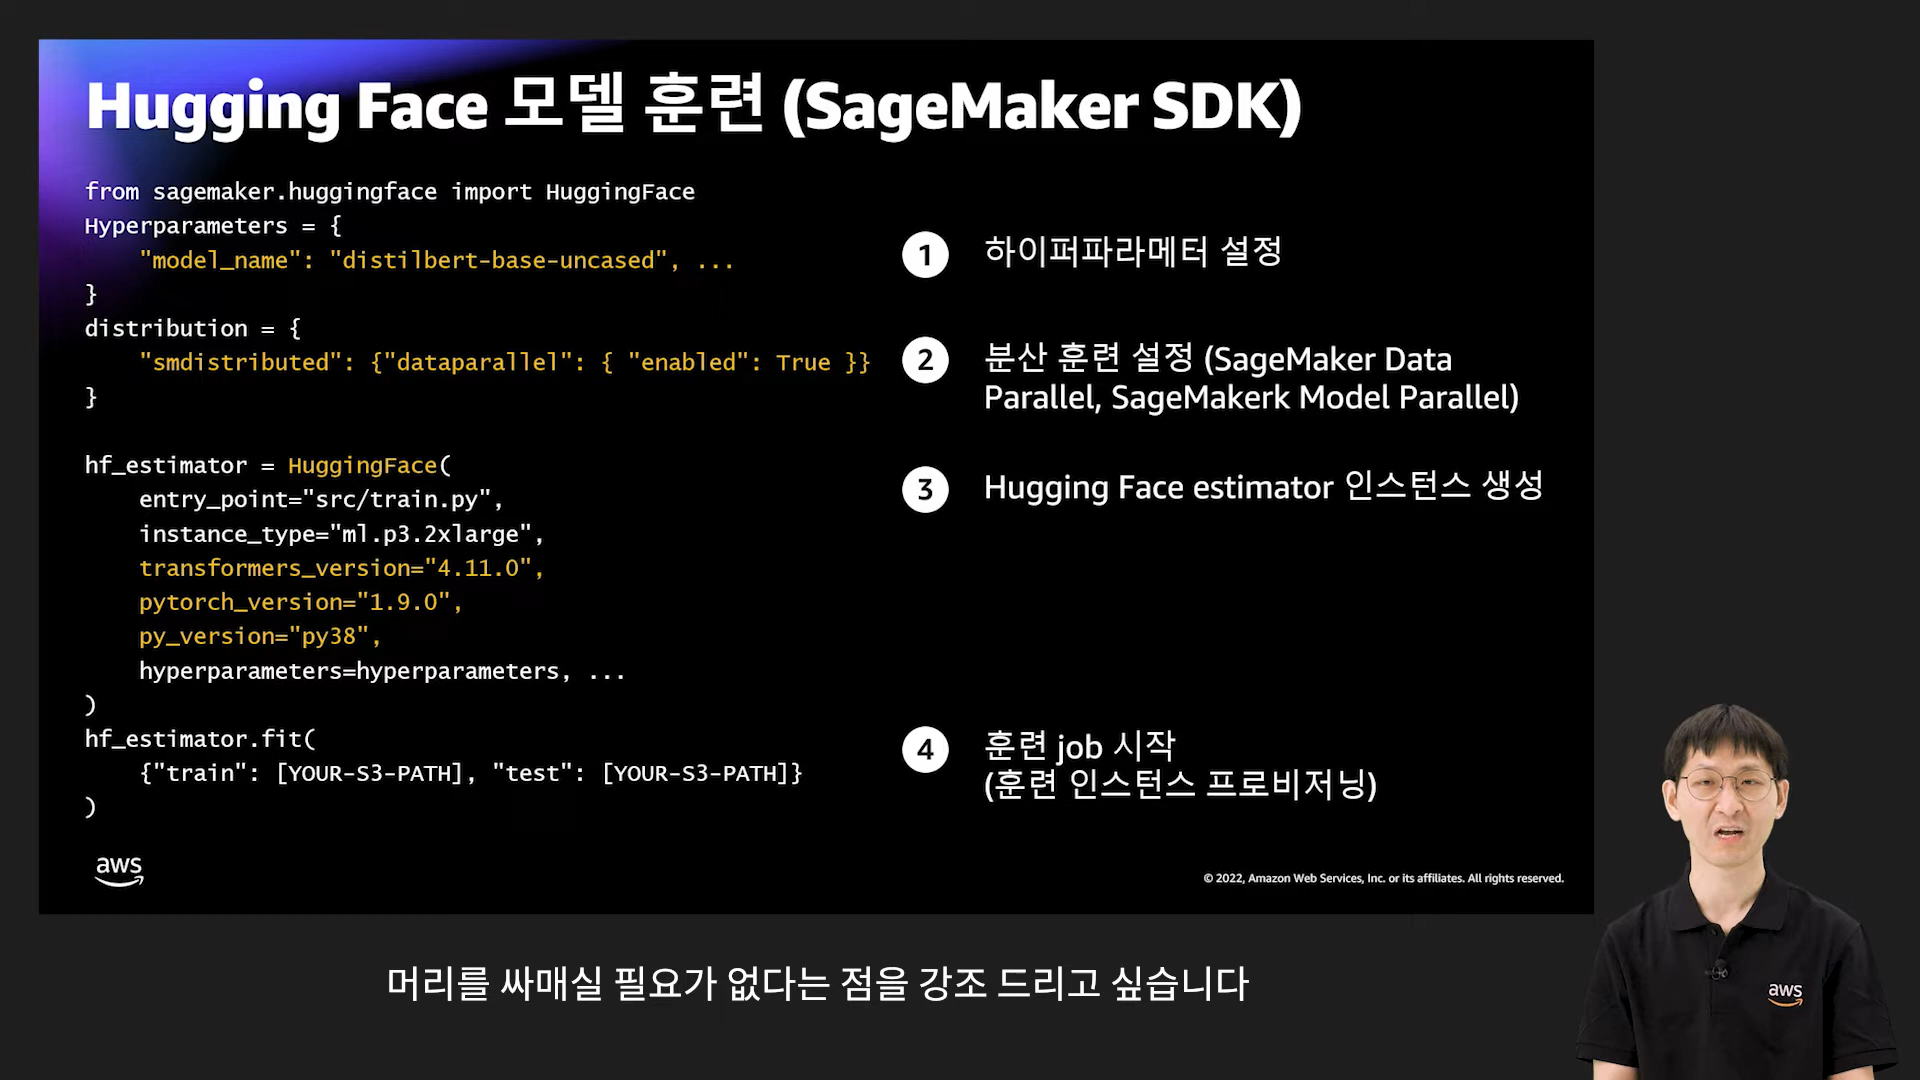 Hugging Face 모델 훈련 (SageMaker SDK)
from sagemaker.huggingface import HuggingFace
Hyperparameters = {
"model_name": "distilbert-base-uncased", ...
}
distribution = {
"smdistributed": {"dataparallel": { "enabled": True }}
}
hf_estimator = HuggingFace(
entry_point="src/train.py",
instance_type="ml.p3.2xlarge",
transformers_version="4.11.0",
pytorch_version="1.9.0",
py_version="py38",
hyperparameters=hyperparameters, ...
)
hf_estimator.fit(
{"train": [YOUR-S3-PATH], "test": [YOUR-S3-PATH]}
)
1 하이퍼파라메터 설정
2 분산 훈련 설정 (SageMaker Data
Parallel, SageMakerk Model Parallel)
3 Hugging Face estimator 인스턴스 생성
4 훈련 job 시작
(훈련 인스턴스 프로비저닝)
aws
© 2022, Amazon Web Services, Inc. or its affiliates. All rights reserved.
aws
머리를 싸매실 필요가 없다는 점을 강조 드리고 싶습니다